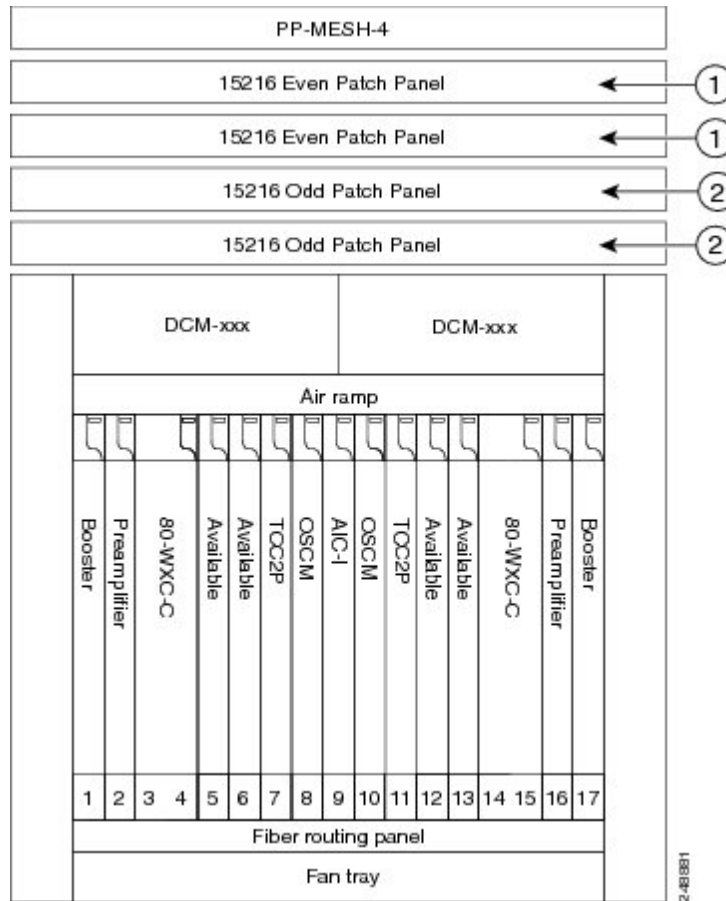 PP-MESH-4
15216 Even Patch Panel
1
15216 Even Patch Panel
1
15216 Odd Patch Panel
2
15216 Odd Patch Panel
2
DCM-xxx
DCM-xxx
Air ramp
Booster
Preamplifier
80-WXC-C
Available
Available
TCC2P
OSCM
AIC-I
OSCM
TCC2P
Available
Available
80-WXC-C
Preamplifier
Booster
1 2 3 4 5 6 7 8 9 10 11 12 13 14 15 16 17
Fiber routing panel
Fan tray
248881